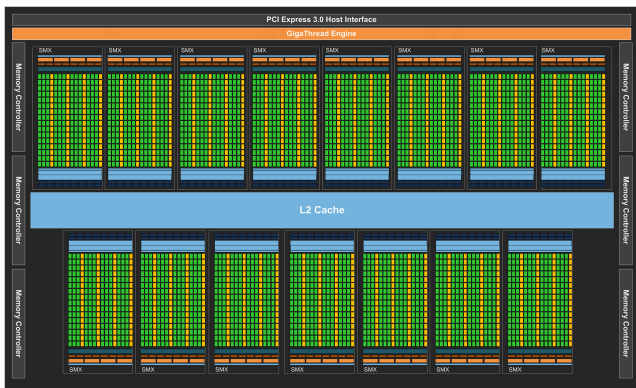 PCI Express 3.0 Host Interface
GigaThread Engine
SMX SMX SMX SMX SMX SMX SMX SMX
Memory Controller
Memory Controller
Memory Controller
Memory Controller
Memory Controller
Memory Controller
L2 Cache
SMX SMX SMX SMX SMX SMX SMX